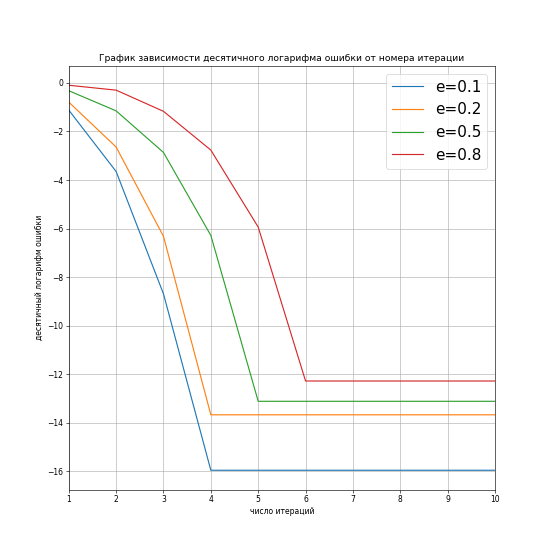 График зависимости десятичного логарифма ошибки от номера итерации
e=0.1
e=0.2
e=0.5
e=0.8
десятичный логарифм ошибки
0
−2
−4
−6
−8
−10
−12
−14
−16
1 2 3 4 5 6 7 8 9 10
число итераций